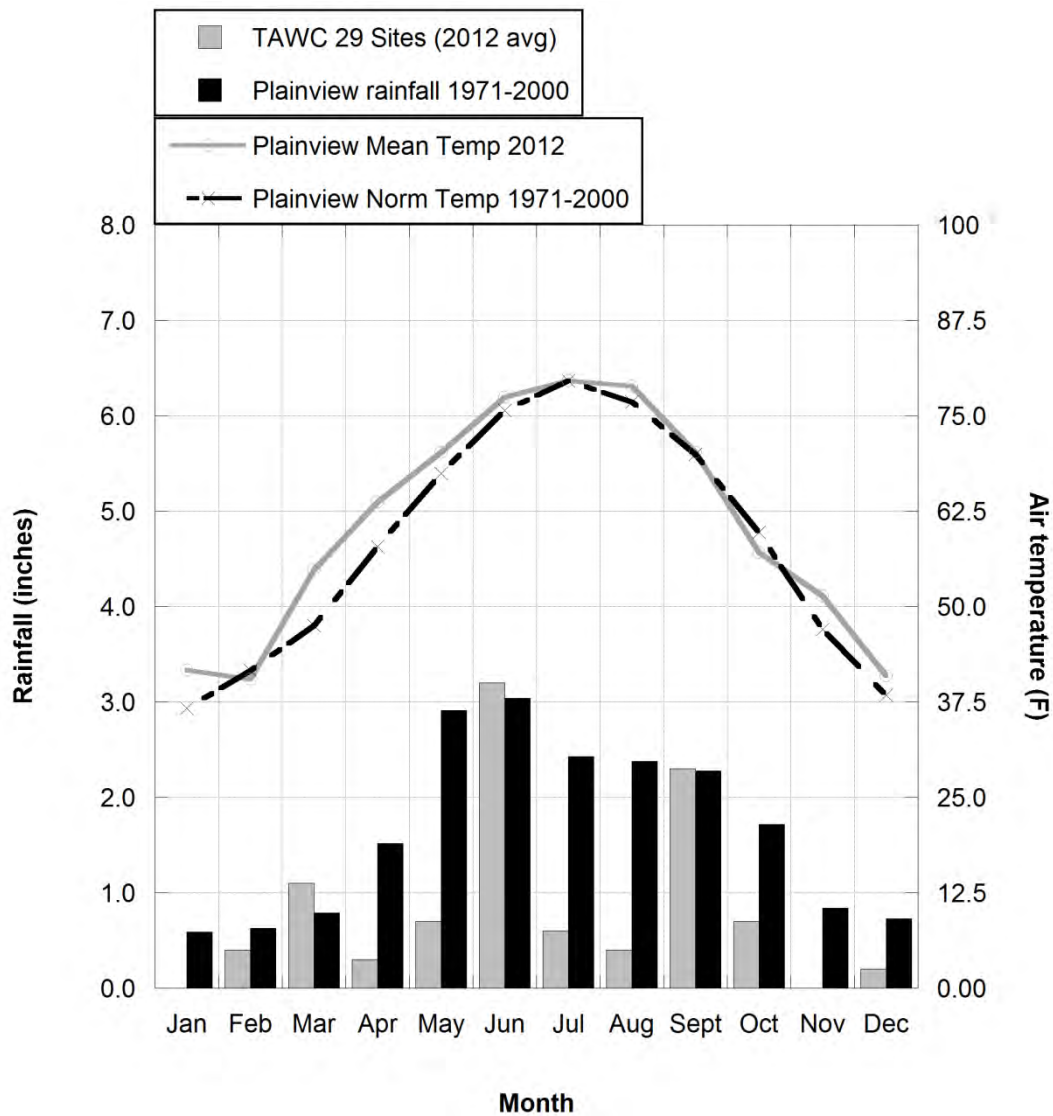 TAWC 29 Sites (2012 avg)
Plainview rainfall 1971-2000
Plainview Mean Temp 2012
Plainview Norm Temp 1971-2000
8.0
7.0
6.0
5.0
4.0
3.0
2.0
1.0
0.0
Rainfall (inches)
100
87.5
75.0
62.5
50.0
37.5
25.0
12.5
0.00
Air temperature (F)
Jan Feb Mar Apr May Jun Jul Aug Sept Oct Nov Dec
Month